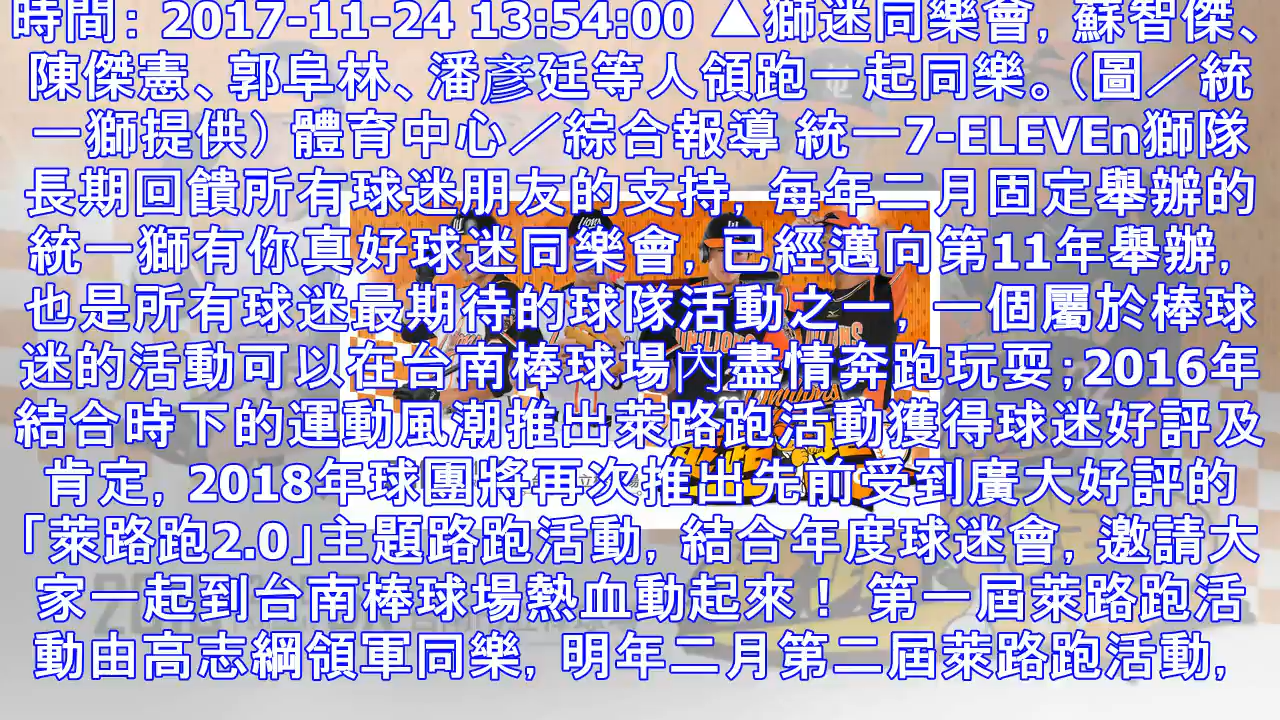 時間：2017-11-24 13:54:00 ▲獅迷同樂會，蘇智傑、
陳傑憲、郭阜林、潘彥廷等人領跑一起同樂。（圖／統
一獅提供） 體育中心／綜合報導 統一7-ELEVEn獅隊
長期回饋所有球迷朋友的支持，每年二月固定舉辦的
統一獅有你真好球迷同樂會，已經邁向第11年舉辦，
也是所有球迷最期待的球隊活動之一，一個屬於棒球
迷的活動可以在台南棒球場內盡情奔跑玩耍；2016年
結合時下的運動風潮推出萊路跑活動獲得球迷好評及
肯定，2018年球團將再次推出先前受到廣大好評的
「萊路跑2.0」主題路跑活動，結合年度球迷會，邀請大
家一起到台南棒球場熱血動起來！ 第一屆萊路跑活
動由高志綱領軍同樂，明年二月第二屆萊路跑活動，